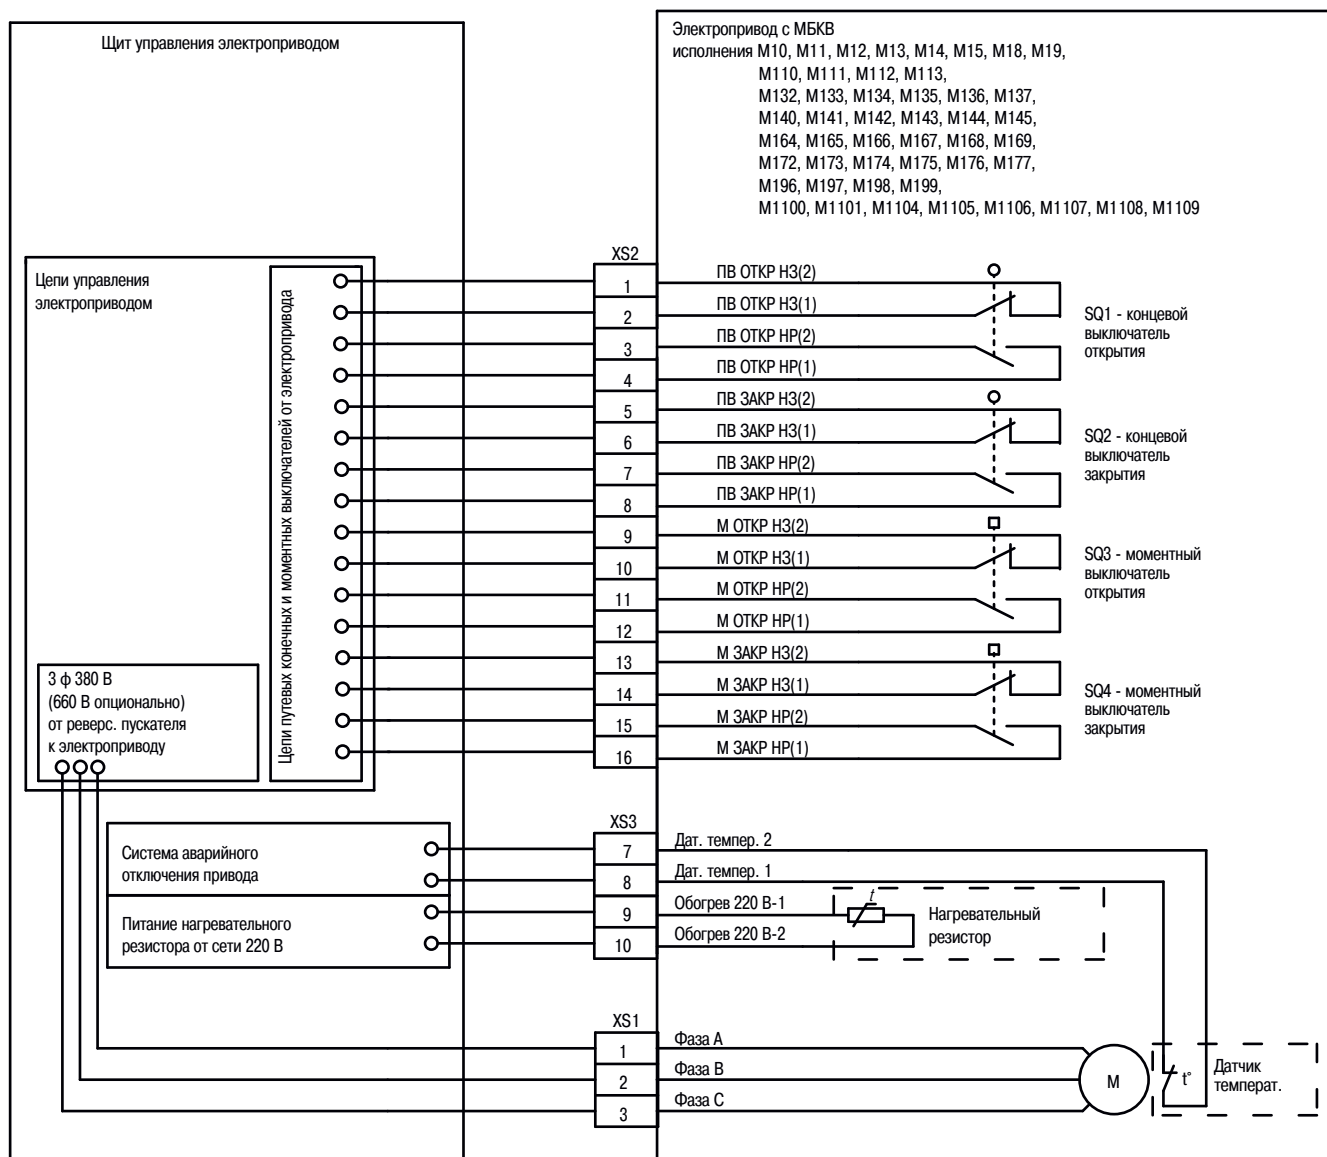 Щит управления электроприводом
Электропривод с МБКВ
исполнения М10, М11, М12, М13, М14, М15, М18, М19,
М110, М111, М112, М113,
М132, М133, М134, М135, М136, М137,
М140, М141, М142, М143, М144, М145,
М164, М165, М166, М167, М168, М169,
М172, М173, М174, М175, М176, М177,
М196, М197, М198, М199,
М1100, М1101, М1104, М1105, М1106, М1107, М1108, М1109
Цепи управления
электроприводом
Цепи путевых конечных и моментных выключателей от электропривода
3 ф 380 В
(660 В опционально)
от реверс. пускателя
к электроприводу
XS2
1
2
3
4
5
6
7
8
9
10
11
12
13
14
15
16
ПВ ОТКР НЗ(2)
ПВ ОТКР НЗ(1)
ПВ ОТКР НР(2)
ПВ ОТКР НР(1)
ПВ ЗАКР НЗ(2)
ПВ ЗАКР НЗ(1)
ПВ ЗАКР НР(2)
ПВ ЗАКР НР(1)
М ОТКР НЗ(2)
М ОТКР НЗ(1)
М ОТКР НР(2)
М ОТКР НР(1)
М ЗАКР НЗ(2)
М ЗАКР НЗ(1)
М ЗАКР НР(2)
М ЗАКР НР(1)
SQ1 - концевой
выключатель
открытия
SQ2 - концевой
выключатель
закрытия
SQ3 - моментный
выключатель
открытия
SQ4 - моментный
выключатель
закрытия
Система аварийного
отключения привода
Питание нагревательного
резистора от сети 220 В
XS3
7
8
9
10
Дат. темпер. 2
Дат. темпер. 1
Обогрев 220 В-1
Обогрев 220 В-2
t
Нагревательный
резистор
XS1
1
2
3
Фаза А
Фаза В
Фаза С
М
t°
Датчик
температ.